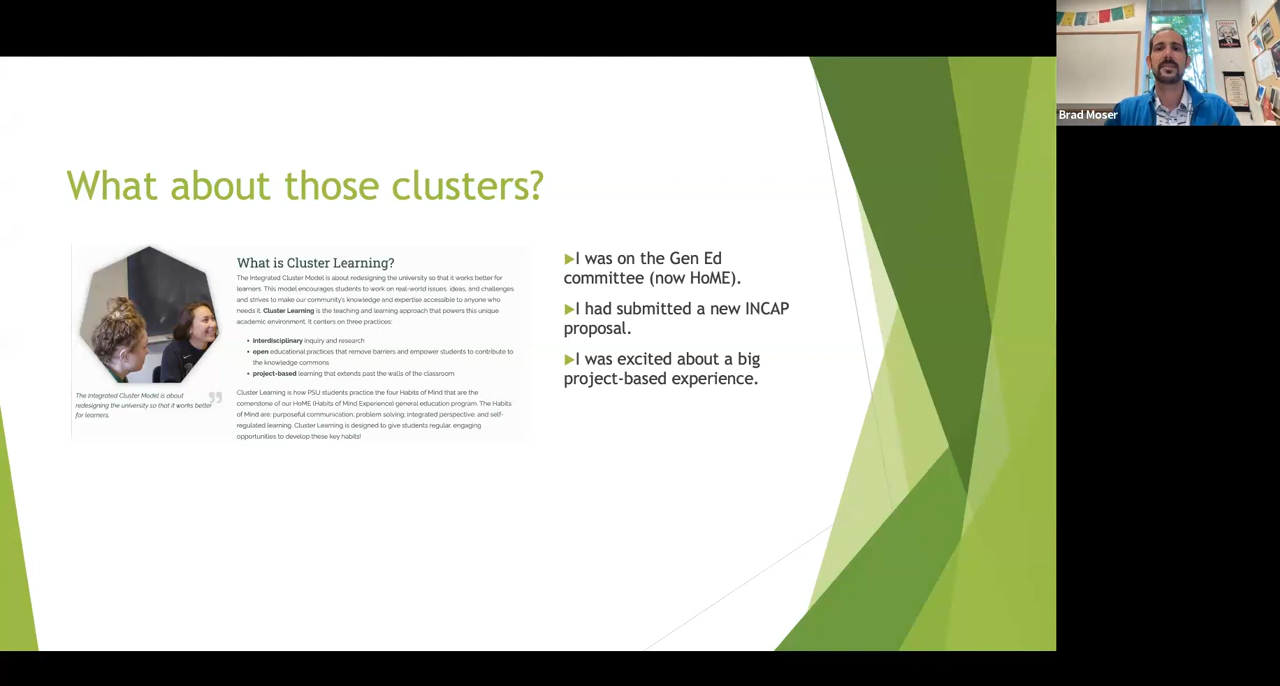 What about those clusters?
What is Cluster Learning?
The Integrated Cluster Model is about redesigning the university so that it works better for
learners. This model encourages students to work on real-world issues, ideas, and challenges
and strives to make our community's knowledge and expertise accessible to anyone who
needs it. Cluster Learning is the teaching and learning approach that powers this unique
academic environment. It centers on three practices:
• interdisciplinary inquiry and research
• open educational practices that remove barriers and empower students to contribute to
the knowledge commons
• project-based learning that extends past the walls of the classroom
Cluster Learning is how PSU students practice the four Habits of Mind that are the
cornerstone of our HoME (Habits of Mind Experience) general education program. The Habits
of Mind are: purposeful communication; problem solving; integrated perspective; and self-
regulated learning. Cluster Learning is designed to give students regular, engaging
opportunities to develop these key habits!
The Integrated Cluster Model is about
redesigning the university so that it works better
for learners.
I was on the Gen Ed
committee (now HoME).
I had submitted a new INCAP
proposal.
I was excited about a big
project-based experience.
Brad Moser